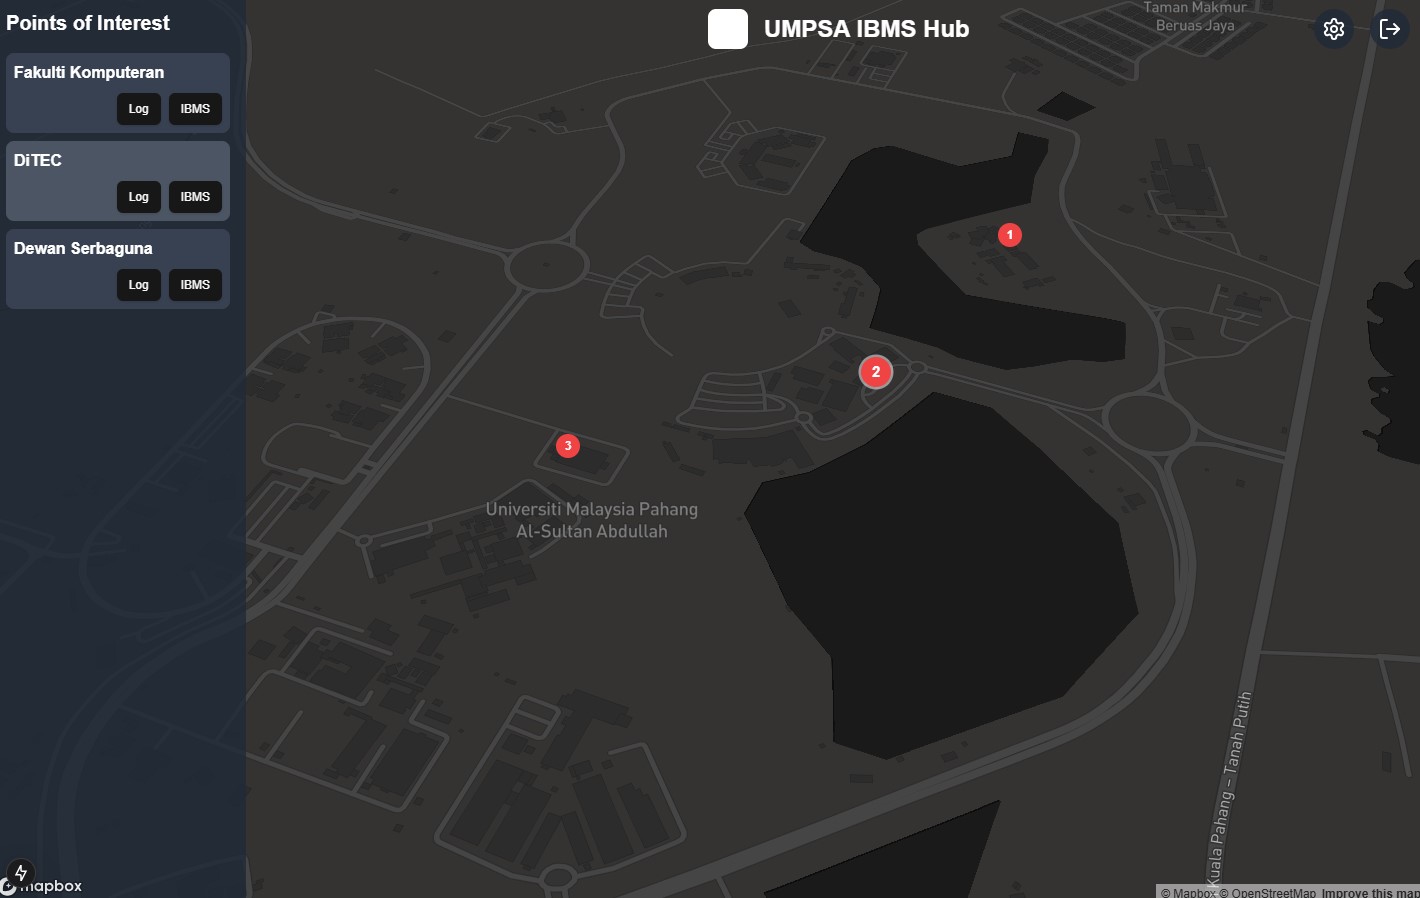 Points of Interest
UMPSA IBMS Hub
Fakulti Komputeran
Log IBMS
DiTEC
Log IBMS
Dewan Serbaguna
Log IBMS
Taman Makmur
Beruas Jaya
1
2
3
Universiti Malaysia Pahang
Al-Sultan Abdullah
Kuala Pahang – Tanah Putih
mapbox
© Mapbox © OpenStreetMap Improve this map